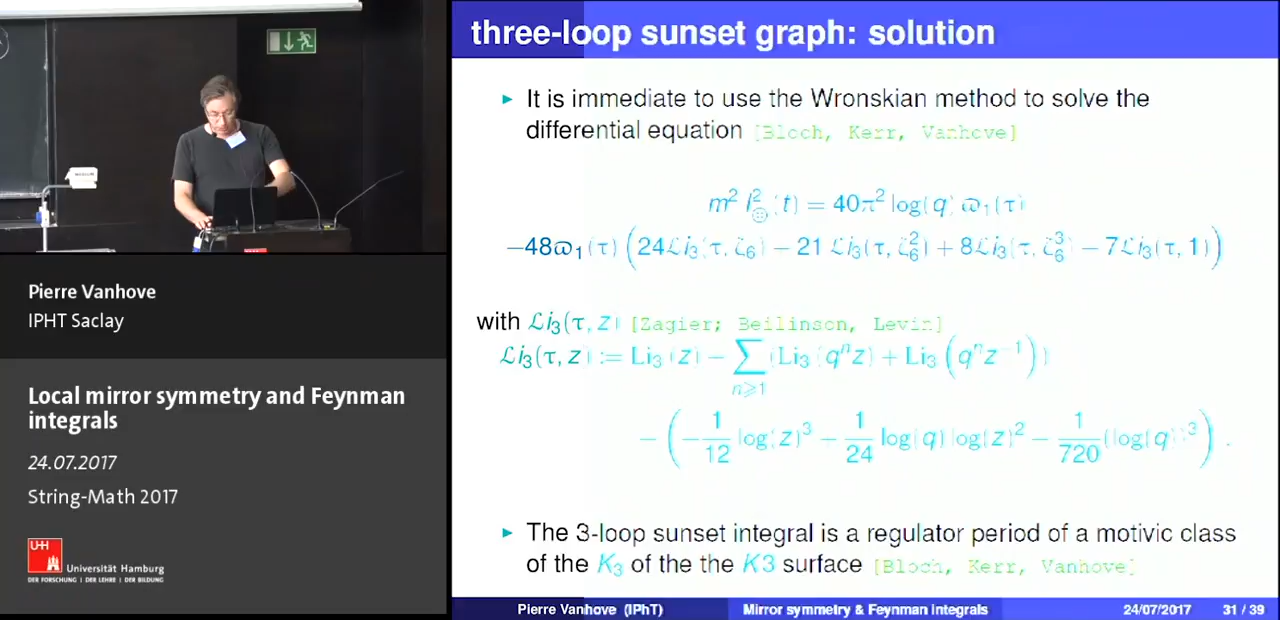 three-loop sunset graph: solution
▸ It is immediate to use the Wronskian method to solve the
differential equation [Bloch, Kerr, Vanhove]
m² I²(t) = 40π² log(q) ϖ₁(τ)
−48ϖ₁(τ) (24ℒi₃(τ, ζ₆) − 21 ℒi₃(τ, ζ₆²) + 8ℒi₃(τ, ζ₆³) − 7ℒi₃(τ, 1))
with ℒi₃(τ, z) [Zagier; Beilinson, Levin]
ℒi₃(τ, z) := Li₃ (z) − ∑ n⩾1 (Li₃ (qⁿz) + Li₃ (qⁿz⁻¹))
− (−1/12 log(z)³ − 1/24 log(q) log(z)² − 1/720 (log(q))³) .
▸ The 3-loop sunset integral is a regulator period of a motivic class
of the K₃ of the the K3 surface [Bloch, Kerr, Vanhove]
Pierre Vanhove (IPhT) Mirror symmetry & Feynman integrals 24/07/2017 31 / 39
Pierre Vanhove
IPHT Saclay
Local mirror symmetry and Feynman
integrals
24.07.2017
String-Math 2017
UH
Universität Hamburg
DER FORSCHUNG | DER LEHRE | DER BILDUNG